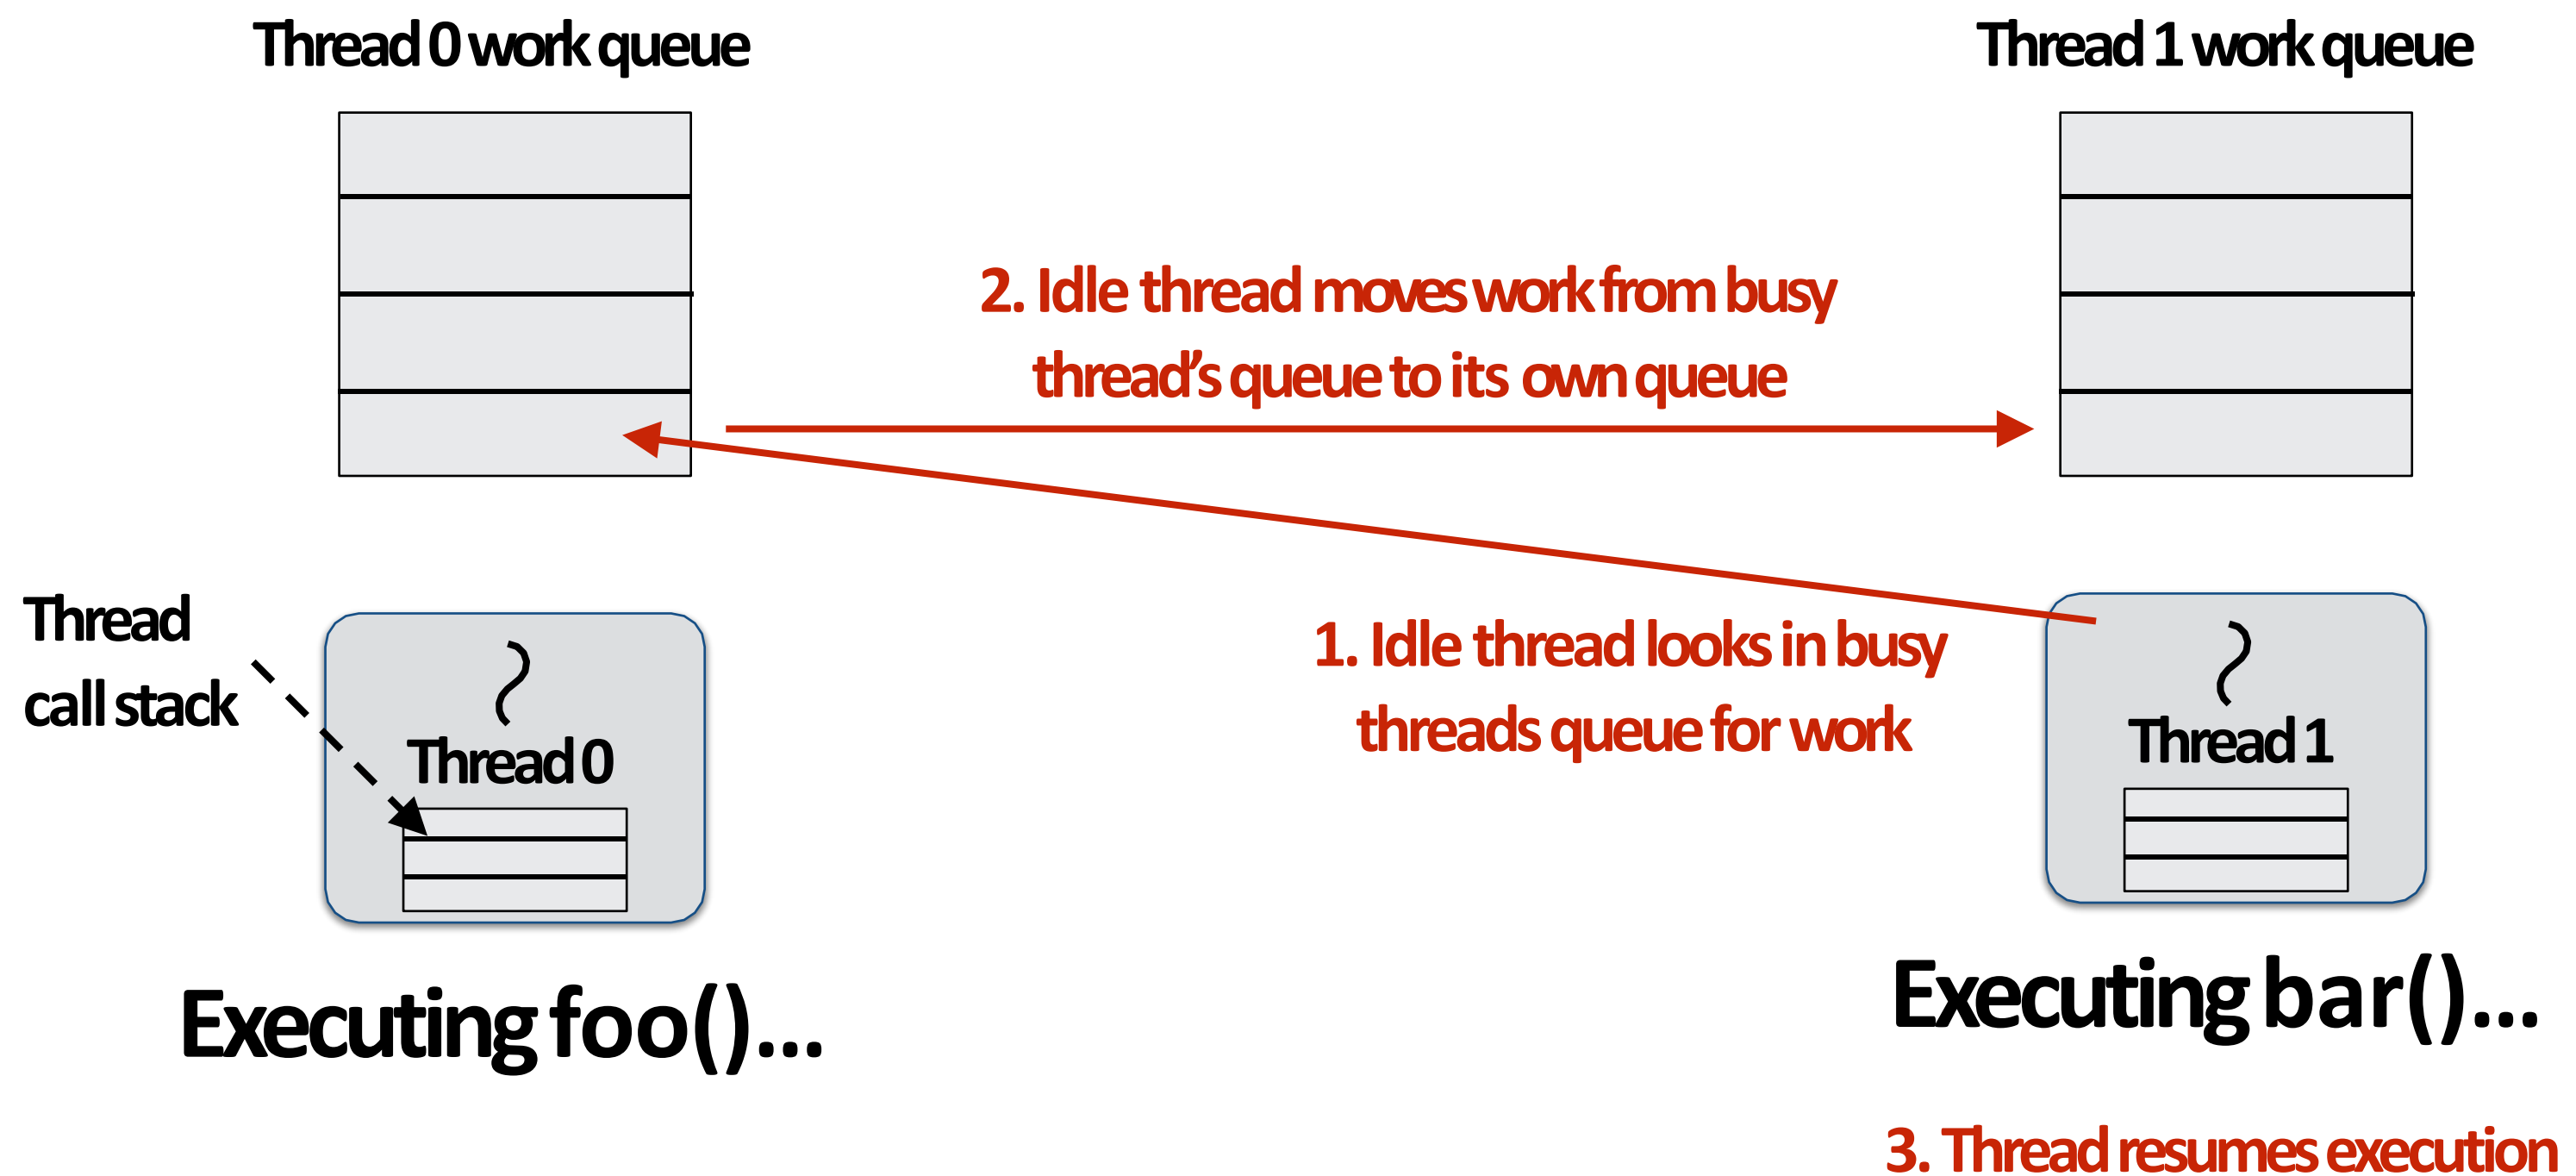 Thread 0 work queue
Thread 1 work queue
2. Idle thread moves work from busy
thread’s queue to its own queue
Thread
call stack
1. Idle thread looks in busy
threads queue for work
Thread 0
Thread 1
Executing foo()...
Executing bar()...
3. Thread resumes execution